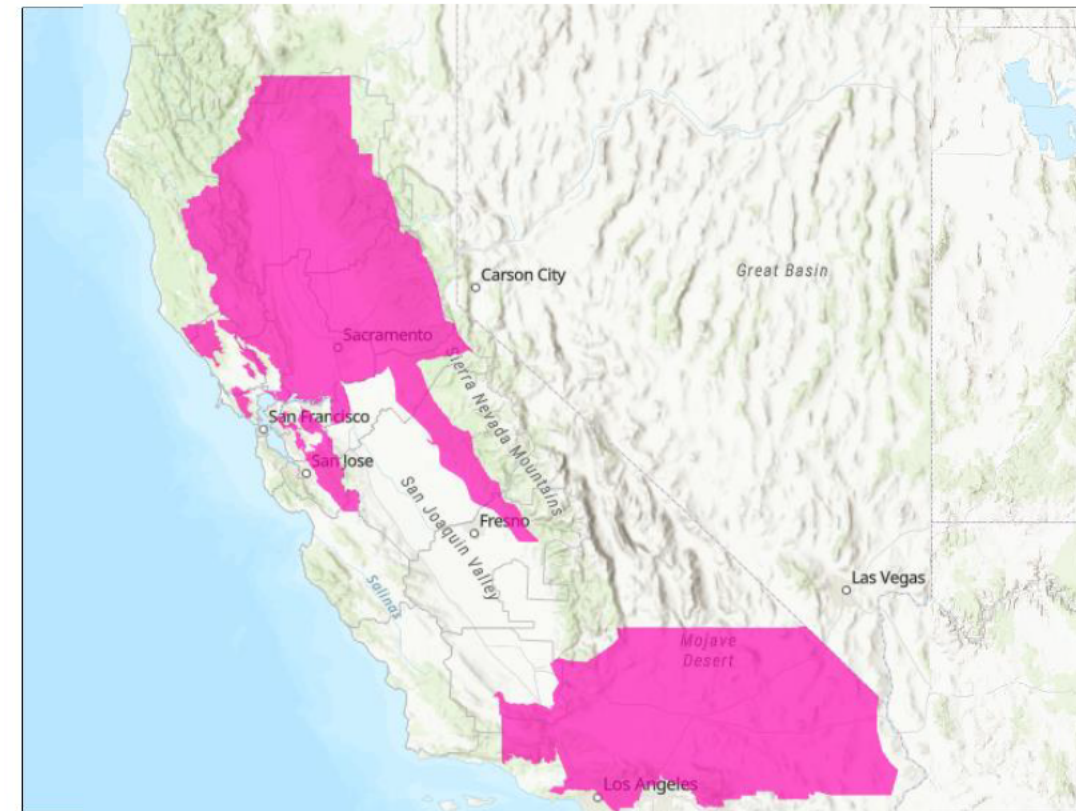 Carson City
Great Basin
Sacramento
Sierra Nevada Mountains
San Francisco
San Jose
San Joaquin Valley
Fresno
Salinas
Las Vegas
Mojave
Desert
Los Angeles